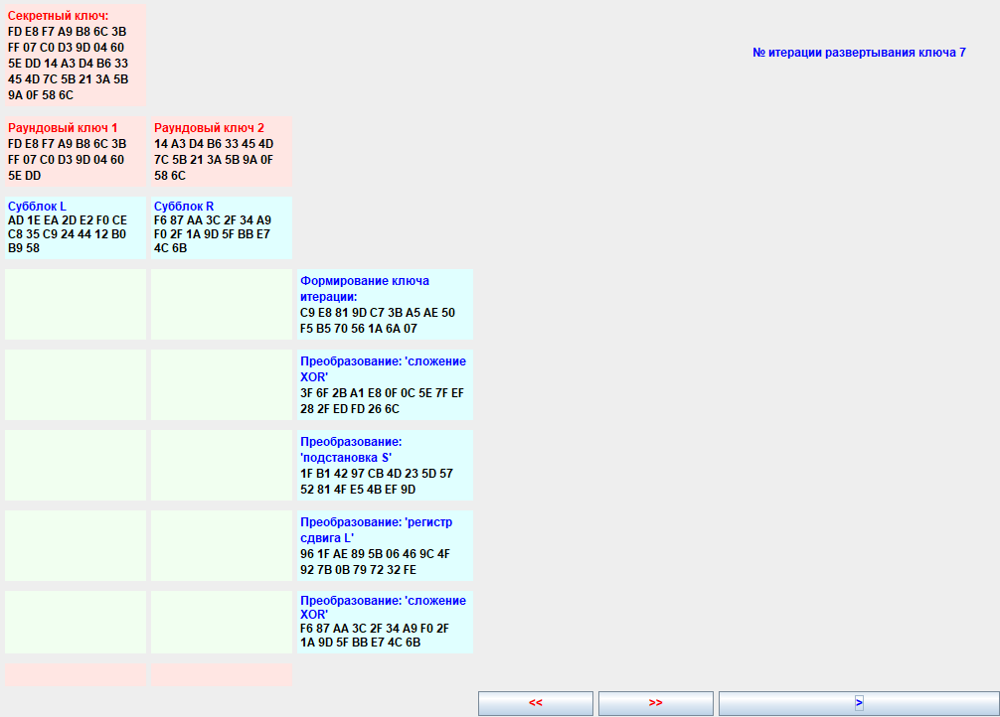 Секретный ключ:
FD E8 F7 A9 B8 6C 3B
FF 07 C0 D3 9D 04 60
5E DD 14 A3 D4 B6 33
45 4D 7C 5B 21 3A 5B
9A 0F 58 6C
№ итерации развертывания ключа 7
Раундовый ключ 1
FD E8 F7 A9 B8 6C 3B
FF 07 C0 D3 9D 04 60
5E DD
Раундовый ключ 2
14 A3 D4 B6 33 45 4D
7C 5B 21 3A 5B 9A 0F
58 6C
Субблок L
AD 1E EA 2D E2 F0 CE
C8 35 C9 24 44 12 B0
B9 58
Субблок R
F6 87 AA 3C 2F 34 A9
F0 2F 1A 9D 5F BB E7
4C 6B
Формирование ключа
итерации:
C9 E8 81 9D C7 3B A5 AE 50
F5 B5 70 56 1A 6A 07
Преобразование: 'сложение
XOR'
3F 6F 2B A1 E8 0F 0C 5E 7F EF
28 2F ED FD 26 6C
Преобразование:
'подстановка S'
1F B1 42 97 CB 4D 23 5D 57
52 81 4F E5 4B EF 9D
Преобразование: 'регистр
сдвига L'
96 1F AE 89 5B 06 46 9C 4F
92 7B 0B 79 72 32 FE
Преобразование: 'сложение
XOR'
F6 87 AA 3C 2F 34 A9 F0 2F
1A 9D 5F BB E7 4C 6B
<< >> >